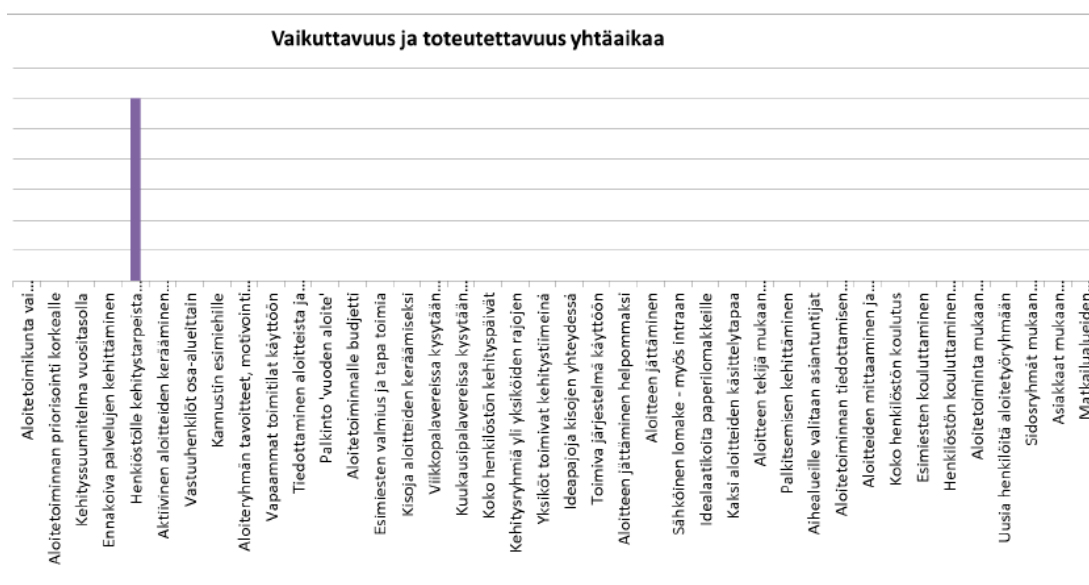 Vaikuttavuus ja toteutettavuus yhtäaikaa
Aloitetoimikunta vai...
Aloitetoiminnan priorisointi korkealle
Kehityssuunnitelma vuositasolla
Ennakoiva palvelujen kehittäminen
Henkiöstölle kehitystarpeista...
Aktiivinen aloitteiden kerääminen...
Vastuuhenkilöt osa-alueittain
Kannustin esimiehille
Aloiteryhmän tavoitteet, motivointi...
Vapaammat toimitilat käyttöön
Tiedottaminen aloitteista ja...
Palkinto 'vuoden aloite'
Aloitetoiminnalle budjetti
Esimiesten valmius ja tapa toimia
Kisoja aloitteiden keräämiseksi
Viikkopalavereissa kysytään...
Kuukausipalavereissa kysytään...
Koko henkilöstön kehityspäivät
Kehitysryhmiä yli yksiköiden rajojen
Yksiköt toimivat kehitystiimeinä
Ideapajoja kisojen yhteydessä
Toimiva järjestelmä käyttöön
Aloitteen jättäminen helpommaksi
Aloitteen jättäminen
Sähköinen lomake - myös intraan
Idealaatikoita paperilomakkeille
Kaksi aloitteiden käsittelytapaa
Aloitteen tekijä mukaan...
Palkitsemisen kehittäminen
Aihealueille valitaan asiantuntijat
Aloitetoiminnan tiedottamisen...
Aloitteiden mittaaminen ja...
Koko henkilöstön koulutus
Esimiesten kouluttaminen
Henkilöstön kouluttaminen...
Aloitetoiminta mukaan...
Uusia henkilöitä aloitetyöryhmään
Sidosryhmät mukaan...
Asiakkaat mukaan...
Matkailualueiden...